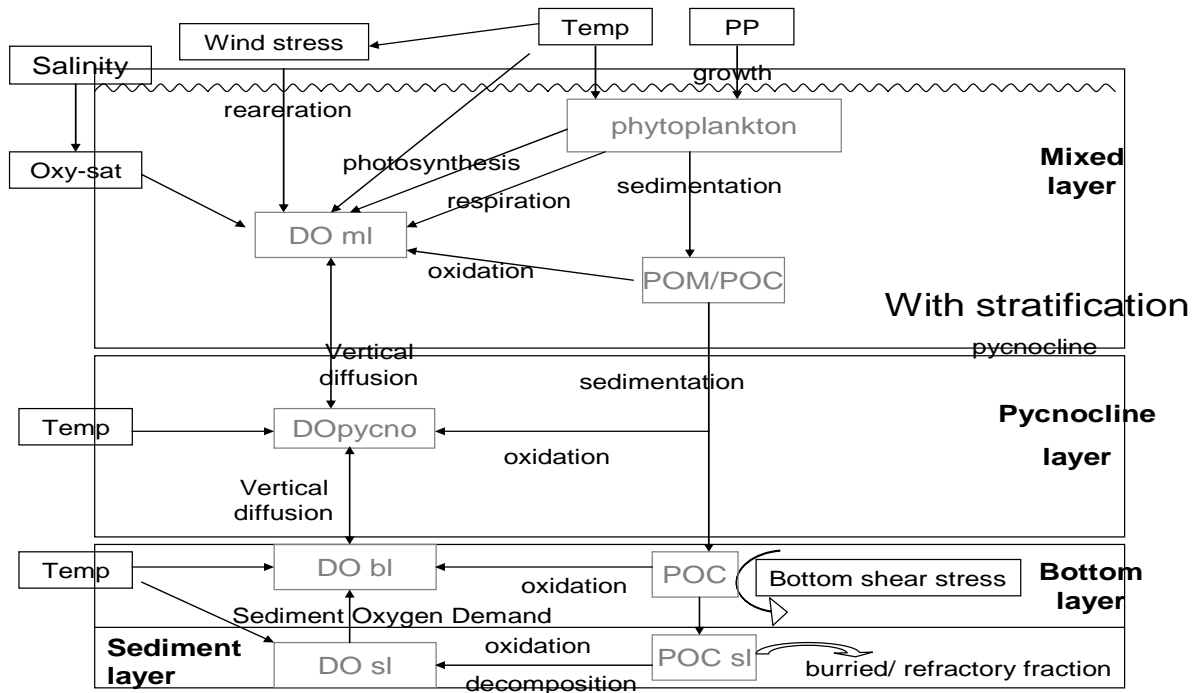 Temp
PP
Wind stress
Salinity
growth
reareration
phytoplankton
photosynthesis
Mixed
layer
Oxy-sat
sedimentation
respiration
DO ml
oxidation
POM/POC
With stratification
pycnocline
Vertical
diffusion
sedimentation
Temp
DOpycno
Pycnocline
layer
oxidation
Vertical
diffusion
Temp
DO bl
POC
Bottom shear stress
Bottom
layer
oxidation
Sediment Oxygen Demand
Sediment
layer
oxidation
DO sl
POC sl
burried/ refractory fraction
decomposition